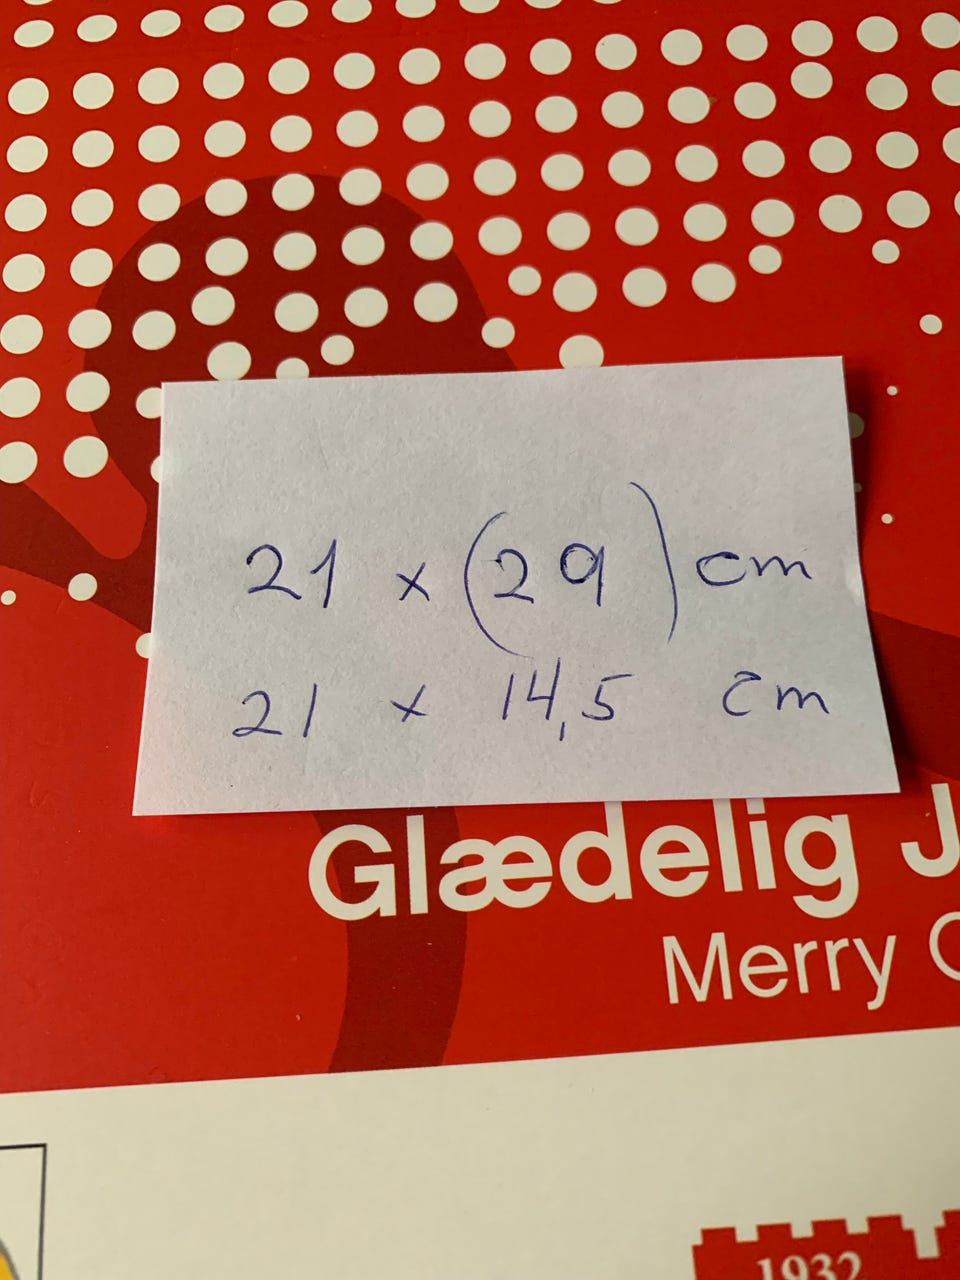 21 × (29) cm
21 × 14,5 cm
Glædelig J
Merry C
1932